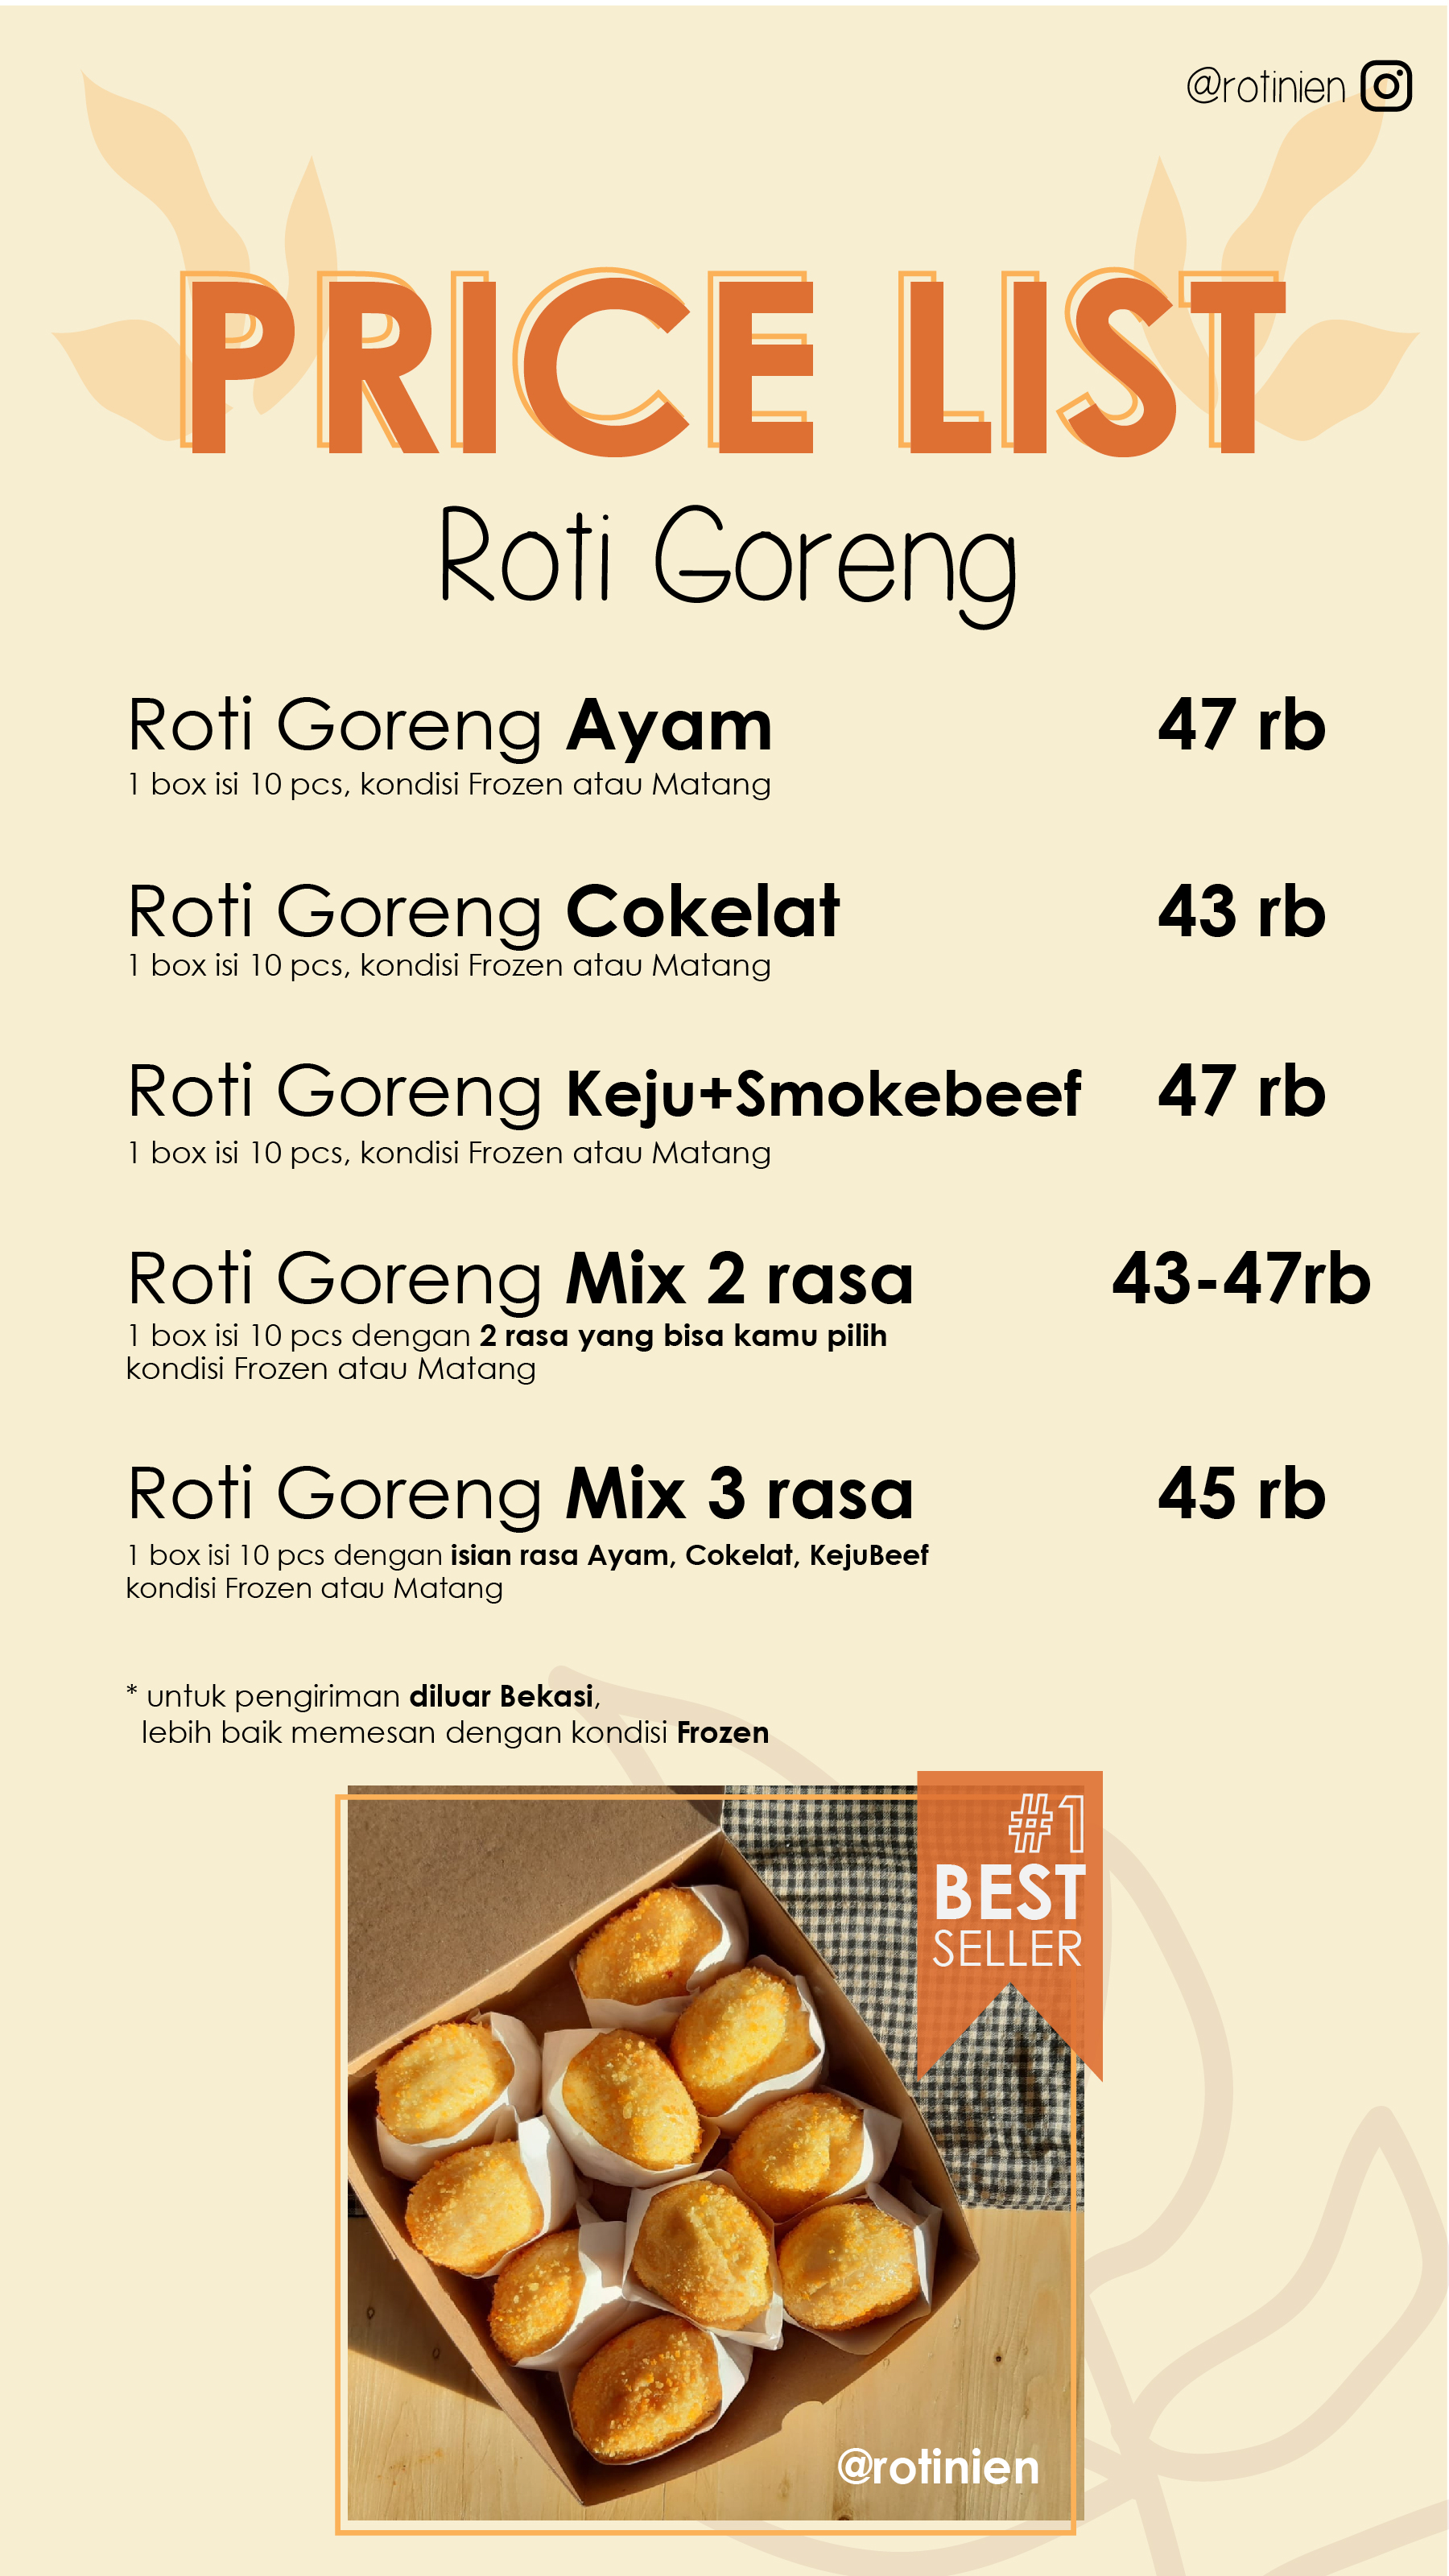 @rotinien
PRICE LIST
Roti Goreng
Roti Goreng Ayam 47 rb
1 box isi 10 pcs, kondisi Frozen atau Matang
Roti Goreng Cokelat 43 rb
1 box isi 10 pcs, kondisi Frozen atau Matang
Roti Goreng Keju+Smokebeef 47 rb
1 box isi 10 pcs, kondisi Frozen atau Matang
Roti Goreng Mix 2 rasa 43-47rb
1 box isi 10 pcs dengan 2 rasa yang bisa kamu pilih
kondisi Frozen atau Matang
Roti Goreng Mix 3 rasa 45 rb
1 box isi 10 pcs dengan isian rasa Ayam, Cokelat, KejuBeef
kondisi Frozen atau Matang
* untuk pengiriman diluar Bekasi,
lebih baik memesan dengan kondisi Frozen
#1
BEST
SELLER
@rotinien